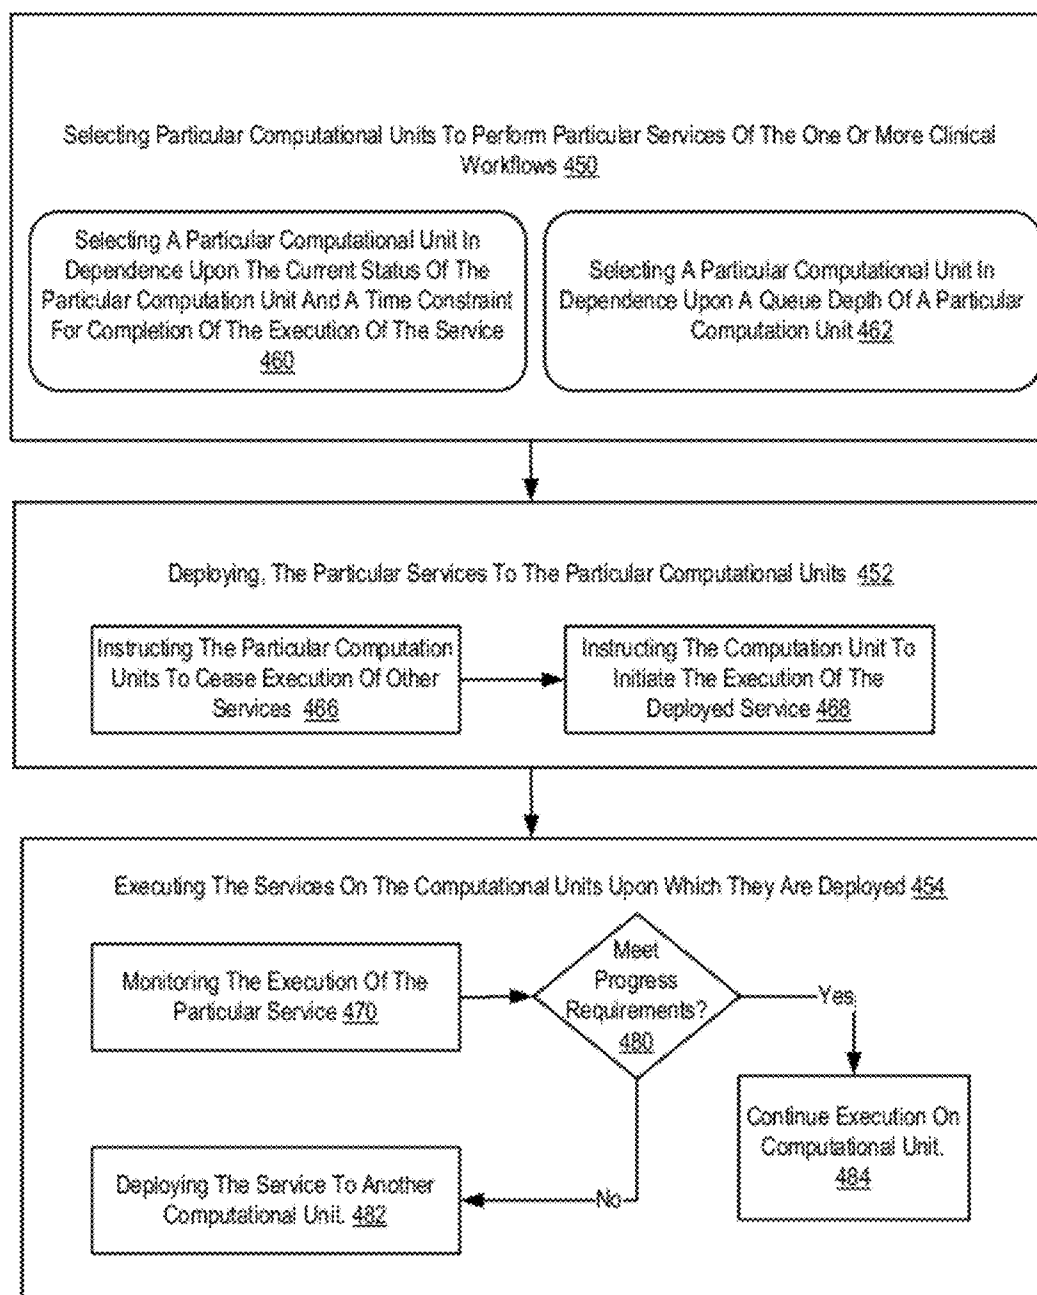 Selecting Particular Computational Units To Perform Particular Services Of The One Or More Clinical
Workflows 450
Selecting A Particular Computational Unit In
Dependence Upon The Current Status Of The
Particular Computation Unit And A Time Constraint
For Completion Of The Execution Of The Service
460
Selecting A Particular Computational Unit In
Dependence Upon A Queue Depth Of A Particular
Computation Unit 462
Deploying, The Particular Services To The Particular Computational Units 452
Instructing The Particular Computation
Units To Cease Execution Of Other
Services 466
Instructing The Computation Unit To
Initiate The Execution Of The
Deployed Service 468
Executing The Services On The Computational Units Upon Which They Are Deployed 454
Monitoring The Execution Of The
Particular Service 470
Meet
Progress
Requirements?
480
Yes
Continue Execution On
Computational Unit.
484
No
Deploying The Service To Another
Computational Unit. 482